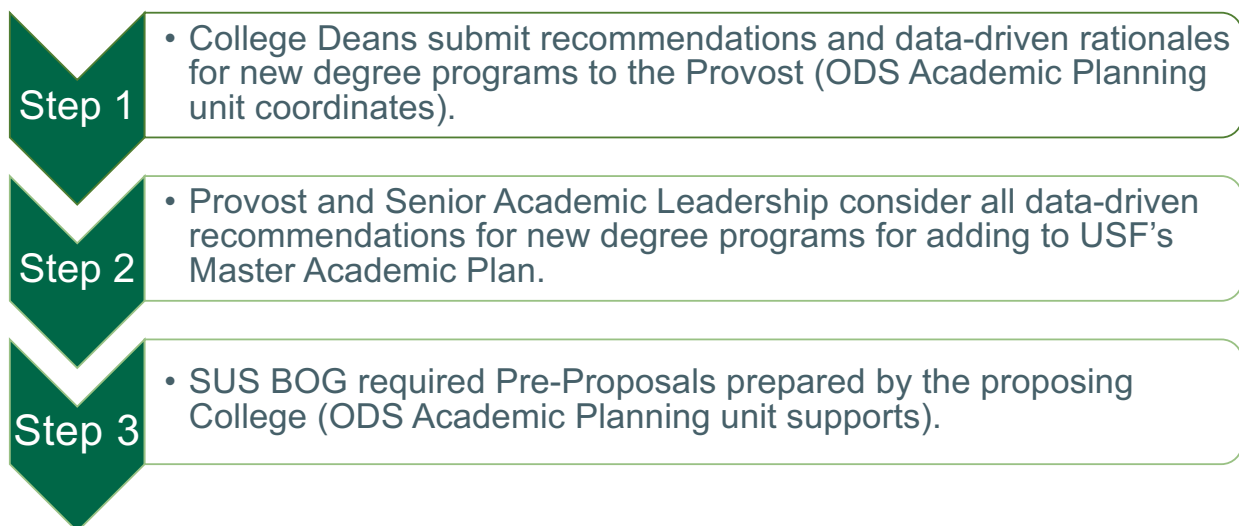 Step 1
• College Deans submit recommendations and data-driven rationales
for new degree programs to the Provost (ODS Academic Planning
unit coordinates).
Step 2
• Provost and Senior Academic Leadership consider all data-driven
recommendations for new degree programs for adding to USF's
Master Academic Plan.
Step 3
• SUS BOG required Pre-Proposals prepared by the proposing
College (ODS Academic Planning unit supports).